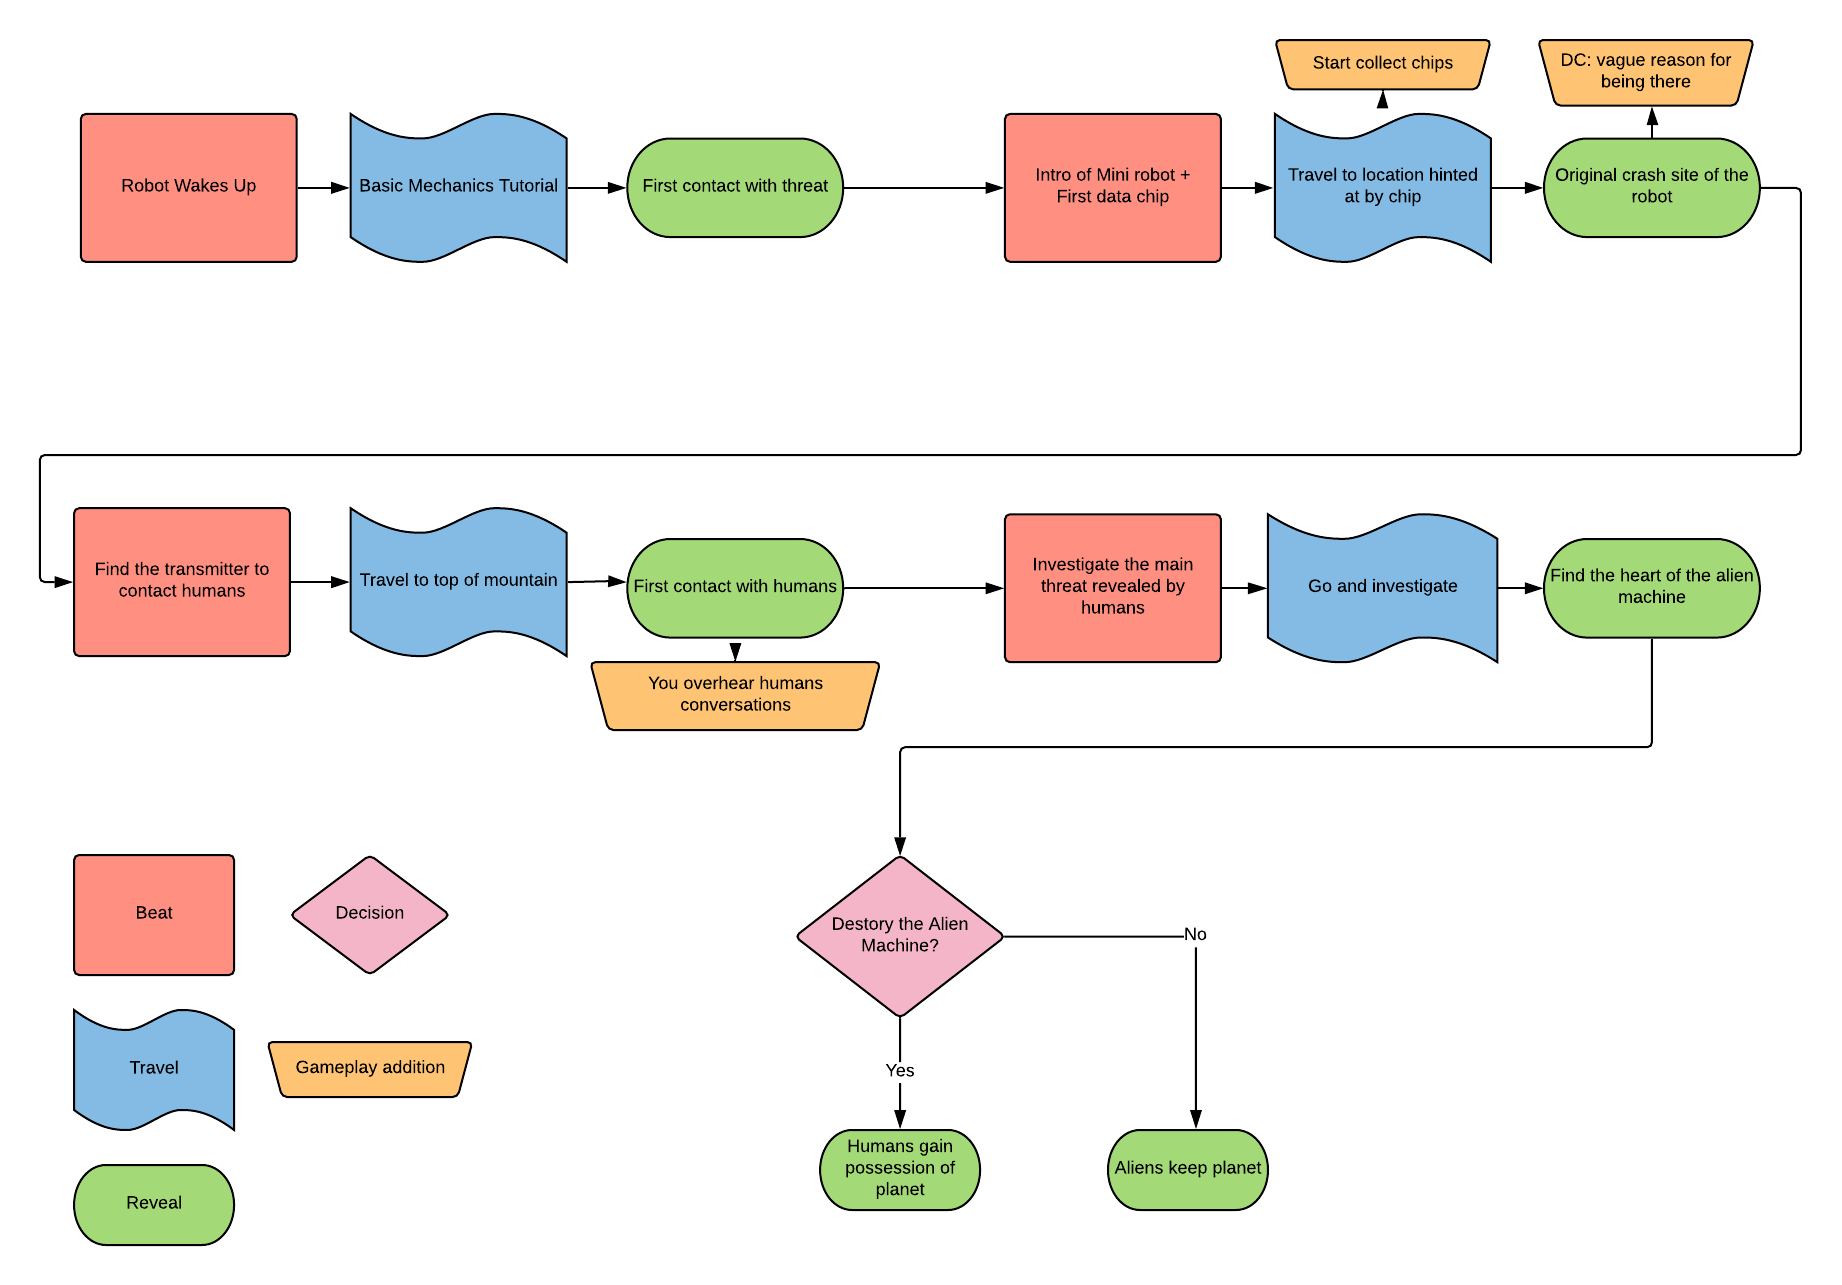 Start collect chips
DC: vague reason for
being there
Robot Wakes Up
Basic Mechanics Tutorial
First contact with threat
Intro of Mini robot +
First data chip
Travel to location hinted
at by chip
Original crash site of the
robot
Find the transmitter to
contact humans
Travel to top of mountain
First contact with humans
You overhear humans
conversations
Investigate the main
threat revealed by
humans
Go and investigate
Find the heart of the alien
machine
Beat
Decision
Destory the Alien
Machine?
No
Travel
Gameplay addition
Yes
Reveal
Humans gain
possession of
planet
Aliens keep planet